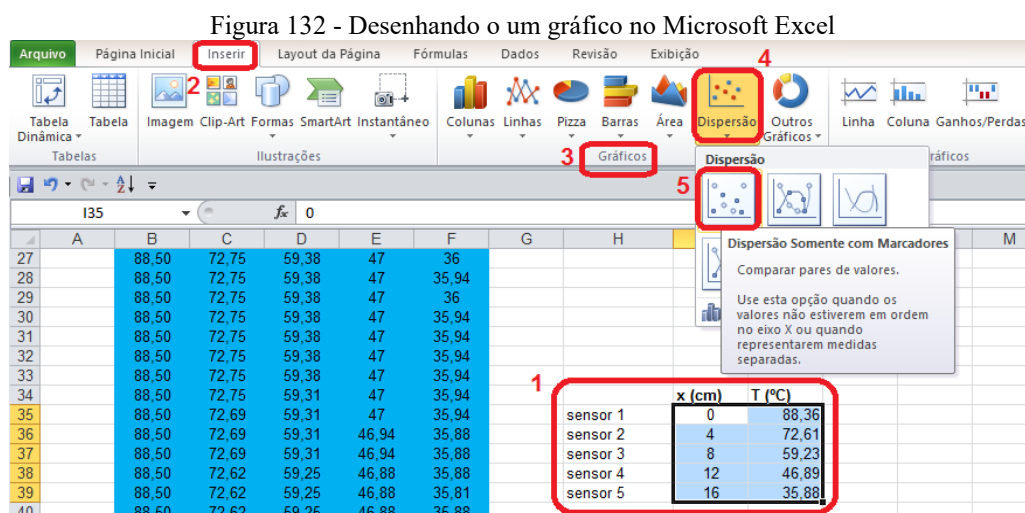 Figura 132 - Desenhando o um gráfico no Microsoft Excel
Arquivo Página Inicial Inserir Layout da Página Fórmulas Dados Revisão Exibição
2 4
Tabela Dinâmica Tabela Imagem Clip-Art Formas SmartArt Instantâneo Colunas Linhas Pizza Barras Área Dispersão Outros Gráficos Linha Coluna Ganhos/Perdas
Tabelas Ilustrações 3 Gráficos
Dispersão
5
I35 fx 0
A B C D E F G H M
27 88,50 72,75 59,38 47 36
28 88,50 72,75 59,38 47 35,94
29 88,50 72,75 59,38 47 36
30 88,50 72,75 59,38 47 35,94
31 88,50 72,75 59,38 47 35,94
32 88,50 72,75 59,38 47 35,94
33 88,50 72,75 59,38 47 35,94
Dispersão Somente com Marcadores
Comparar pares de valores.
Use esta opção quando os
valores não estiverem em ordem
no eixo X ou quando
representarem medidas
separadas.
1
34 88,50 72,75 59,31 47 35,94 x (cm) T (ºC)
35 88,50 72,69 59,31 47 35,94 sensor 1 0 88,36
36 88,50 72,69 59,31 46,94 35,88 sensor 2 4 72,61
37 88,50 72,69 59,31 46,94 35,88 sensor 3 8 59,23
38 88,50 72,62 59,25 46,88 35,88 sensor 4 12 46,89
39 88,50 72,62 59,25 46,88 35,81 sensor 5 16 35,88
40 88,50 72,62 59,25 46,88 35,88